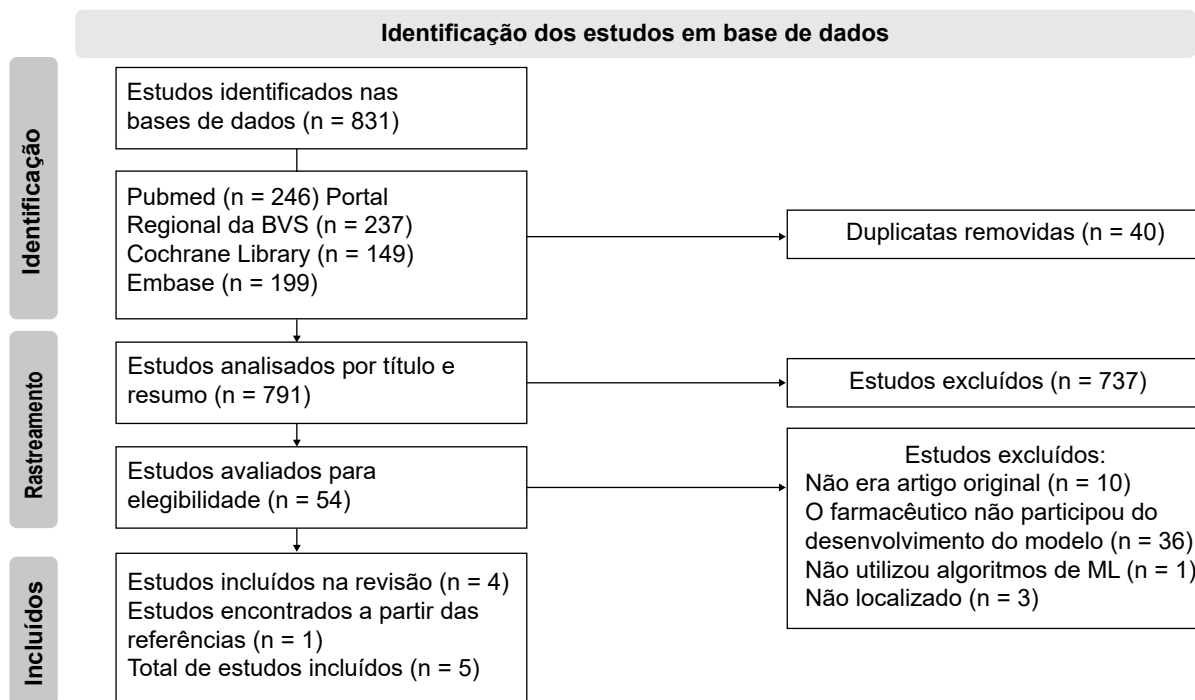 Identificação dos estudos em base de dados
Identificação
Estudos identificados nas
bases de dados (n = 831)
Pubmed (n = 246) Portal
Regional da BVS (n = 237)
Cochrane Library (n = 149)
Embase (n = 199)
Duplicatas removidas (n = 40)
Rastreamento
Estudos analisados por título e
resumo (n = 791)
Estudos excluídos (n = 737)
Estudos avaliados para
elegibilidade (n = 54)
Estudos excluídos:
Não era artigo original (n = 10)
O farmacêutico não participou do
desenvolvimento do modelo (n = 36)
Não utilizou algoritmos de ML (n = 1)
Não localizado (n = 3)
Incluídos
Estudos incluídos na revisão (n = 4)
Estudos encontrados a partir das
referências (n = 1)
Total de estudos incluídos (n = 5)